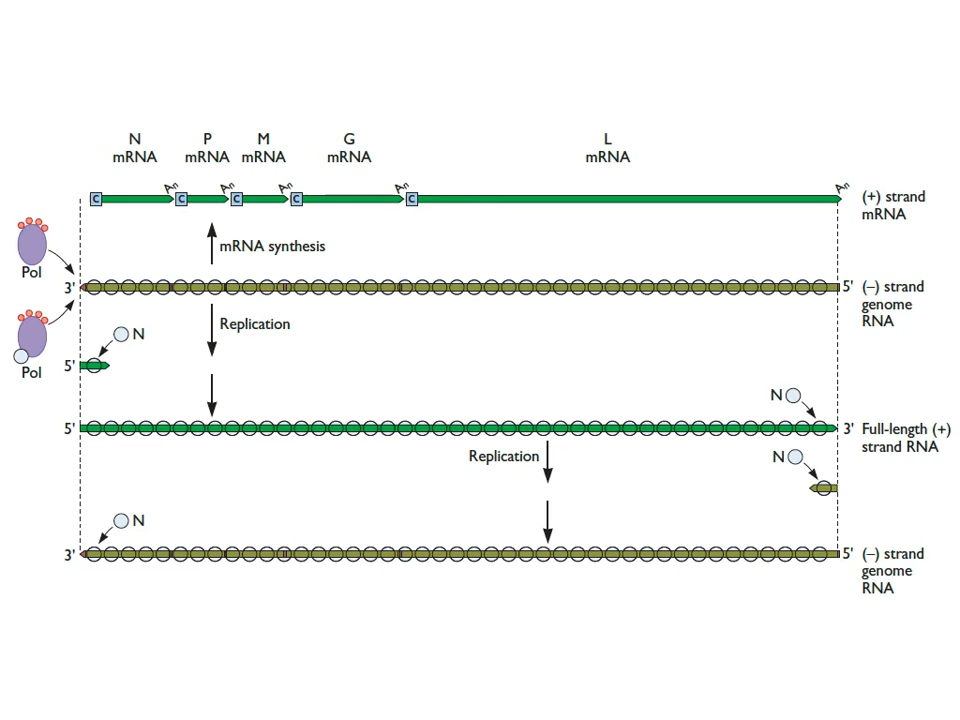 N P M G L
mRNA mRNA mRNA mRNA mRNA
An An An An An
C C C C C
(+) strand
mRNA
mRNA synthesis
Pol
3' 5' (–) strand
genome
RNA
Replication
N
5'
Pol
N
5' 3' Full-length (+)
strand RNA
Replication
N
N
3' 5' (–) strand
genome
RNA